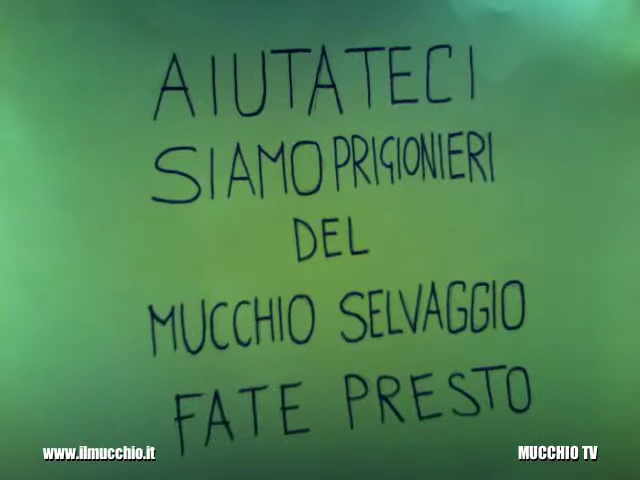 AIUTATECI
SIAMO PRIGIONIERI
DEL
MUCCHIO SELVAGGIO
FATE PRESTO
www.ilmucchio.it
MUCCHIO TV